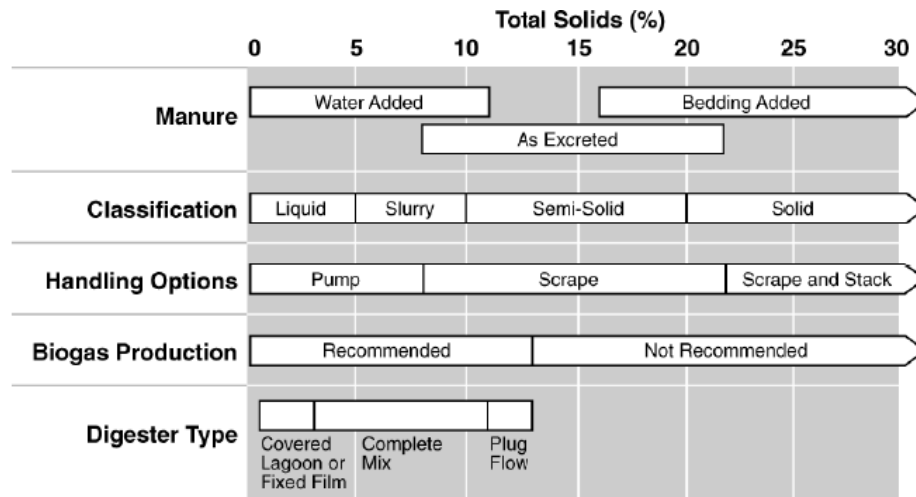 Total Solids (%)
0 5 10 15 20 25 30
Manure
Water Added
Bedding Added
As Excreted
Classification
Liquid
Slurry
Semi-Solid
Solid
Handling Options
Pump
Scrape
Scrape and Stack
Biogas Production
Recommended
Not Recommended
Digester Type
Covered
Lagoon or
Fixed Film
Complete
Mix
Plug
Flow